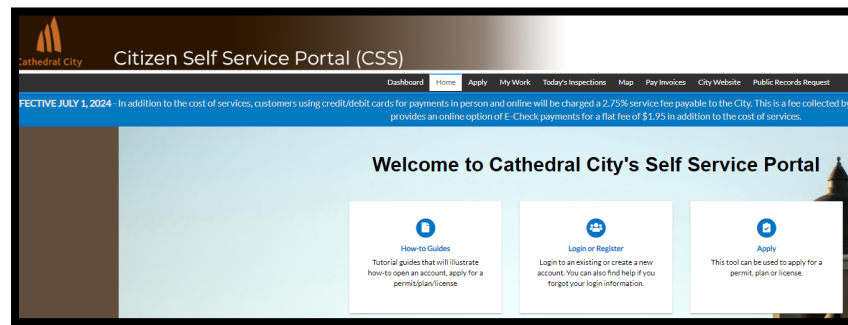 Cathedral City
Citizen Self Service Portal (CSS)
Dashboard Home Apply My Work Today's Inspections Map Pay Invoices City Website Public Records Request
FECTIVE JULY 1, 2024 - In addition to the cost of services, customers using credit/debit cards for payments in person and online will be charged a 2.75% service fee payable to the City. This is a fee collected by
provides an online option of E-Check payments for a flat fee of $1.95 in addition to the cost of services.
Welcome to Cathedral City's Self Service Portal
How-to Guides
Tutorial guides that will illustrate
how-to open an account, apply for a
permit/plan/license
Login or Register
Login to an existing or create a new
account. You can also find help if you
forgot your login information.
Apply
This tool can be used to apply for a
permit, plan or license.